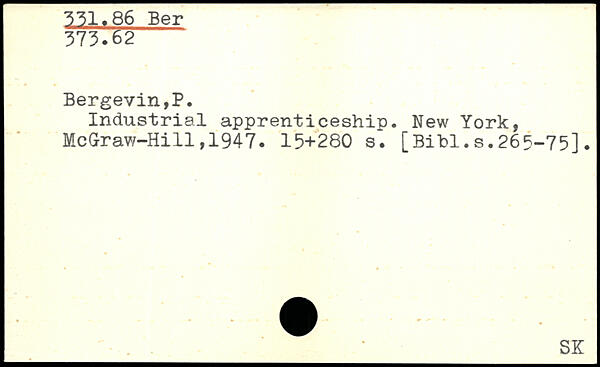 331.86 Ber
373.62
Bergevin,P.
Industrial apprenticeship. New York,
McGraw-Hill,1947. 15+280 s. [Bibl.s.265-75].
SK